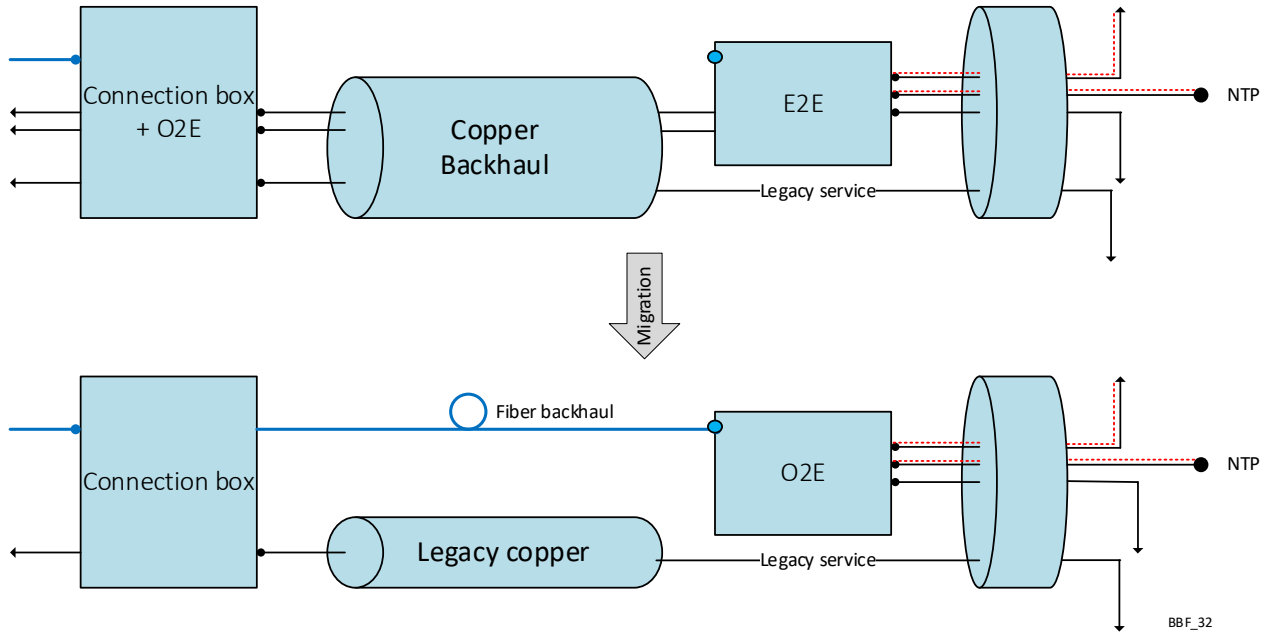 Connection box
+ O2E
Copper
Backhaul
E2E
NTP
Legacy service
Migration
Fiber backhaul
Connection box
O2E
NTP
Legacy copper
Legacy service
BBF_32